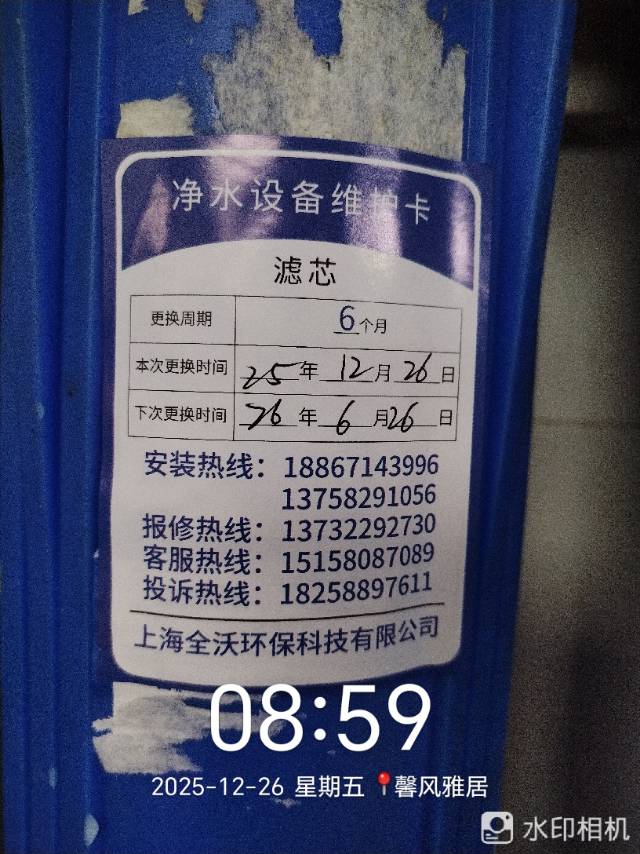 净水设备维护卡
滤芯
更换周期 6个月
本次更换时间 25年12月26日
下次更换时间 26年6月26日
安装热线：18867143996
13758291056
报修热线：13732292730
客服热线：15158087089
投诉热线：18258897611
上海全沃环保科技有限公司
08:59
2025-12-26 星期五 馨风雅居
水印相机